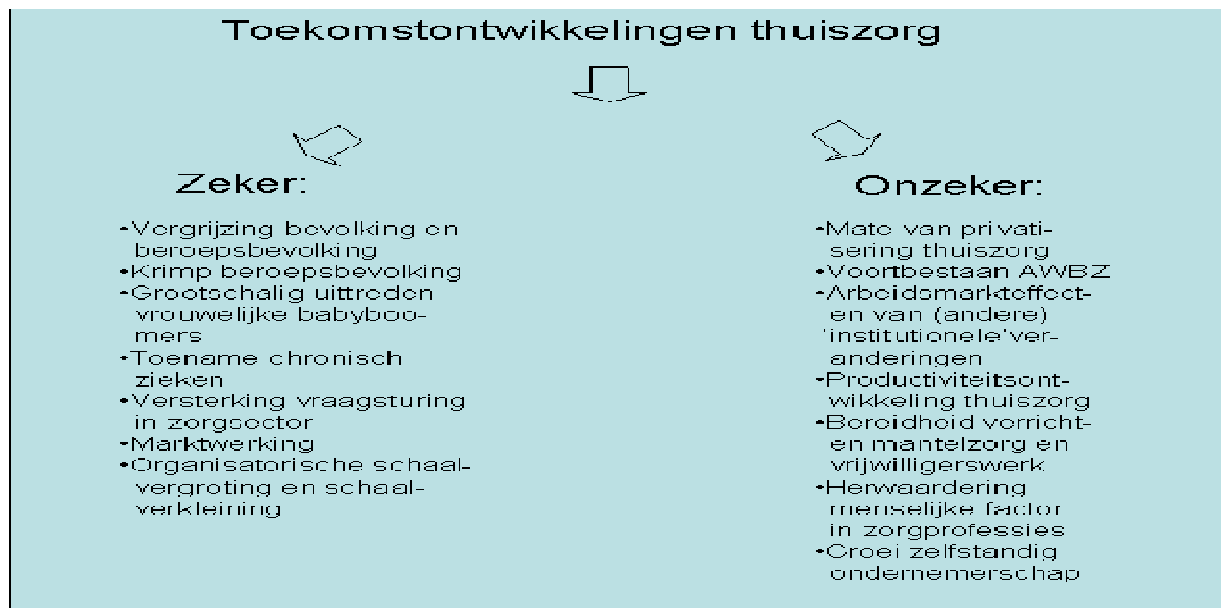 Toekomstontwikkelingen thuiszorg
Zeker:
•Vergrijzing bevolking en
beroepsbevolking
•Krimp beroepsbevolking
•Grootschalig uittreden
vrouwelijke babyboo-
mers
•Toename chronisch
zieken
•Versterking vraagsturing
in zorgsector
•Marktwerking
•Organisatorische schaal-
vergroting en schaal-
verkleining
Onzeker:
•Mate van privati-
sering thuiszorg
•Voortbestaan AWBZ
•Arbeidsmarkteffect-
en van (andere)
'institutionele'ver-
anderingen
•Productiviteitsont-
wikkeling thuiszorg
•Bereidheid verricht-
en mantelzorg en
vrijwilligerswerk
•Herwaardering
menselijke factor
in zorgprofessies
•Groei zelfstandig
ondernemerschap